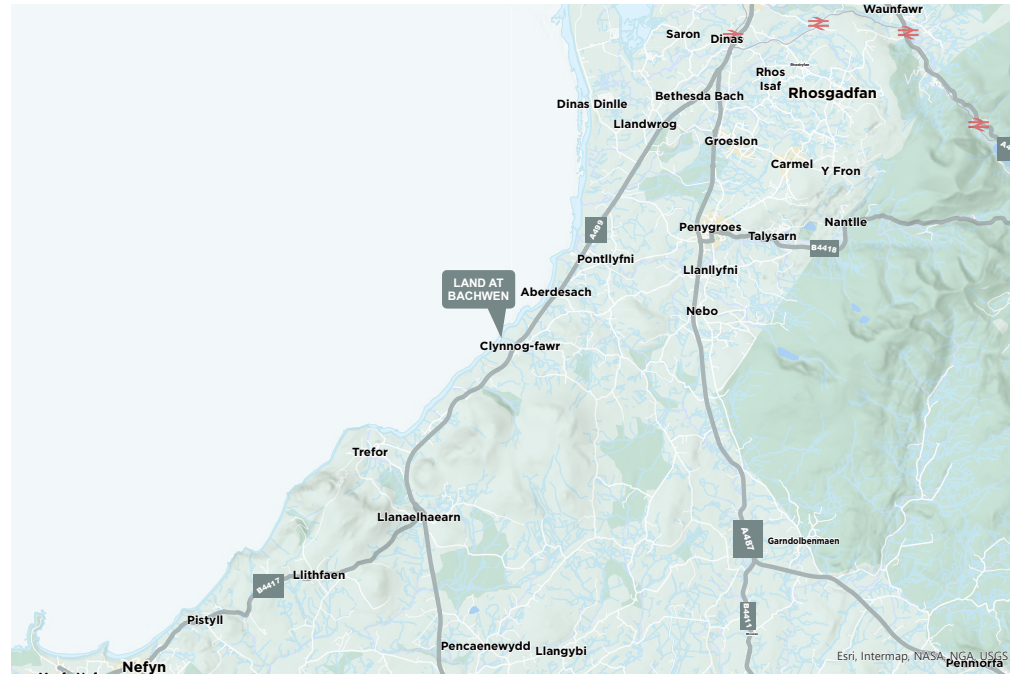 Waunfawr
Saron
Dinas
Rhos
Isaf
Rhosgadfan
Bethesda Bach
Dinas Dinlle
Llandwrog
Groeslon
Carmel
Y Fron
A499
Penygroes
Talysarn
Nantlle
B4418
Pontllyfni
Llanllyfni
LAND AT
BACHWEN
Aberdesach
Nebo
Clynnog-fawr
Trefor
Llanaelhaearn
A487
Garndolbenmaen
Llithfaen
B4417
B4411
Pistyll
Pencaenewydd
Llangybi
Esri, Intermap, NASA, NGA, USGS
Penmorfa
Nefyn